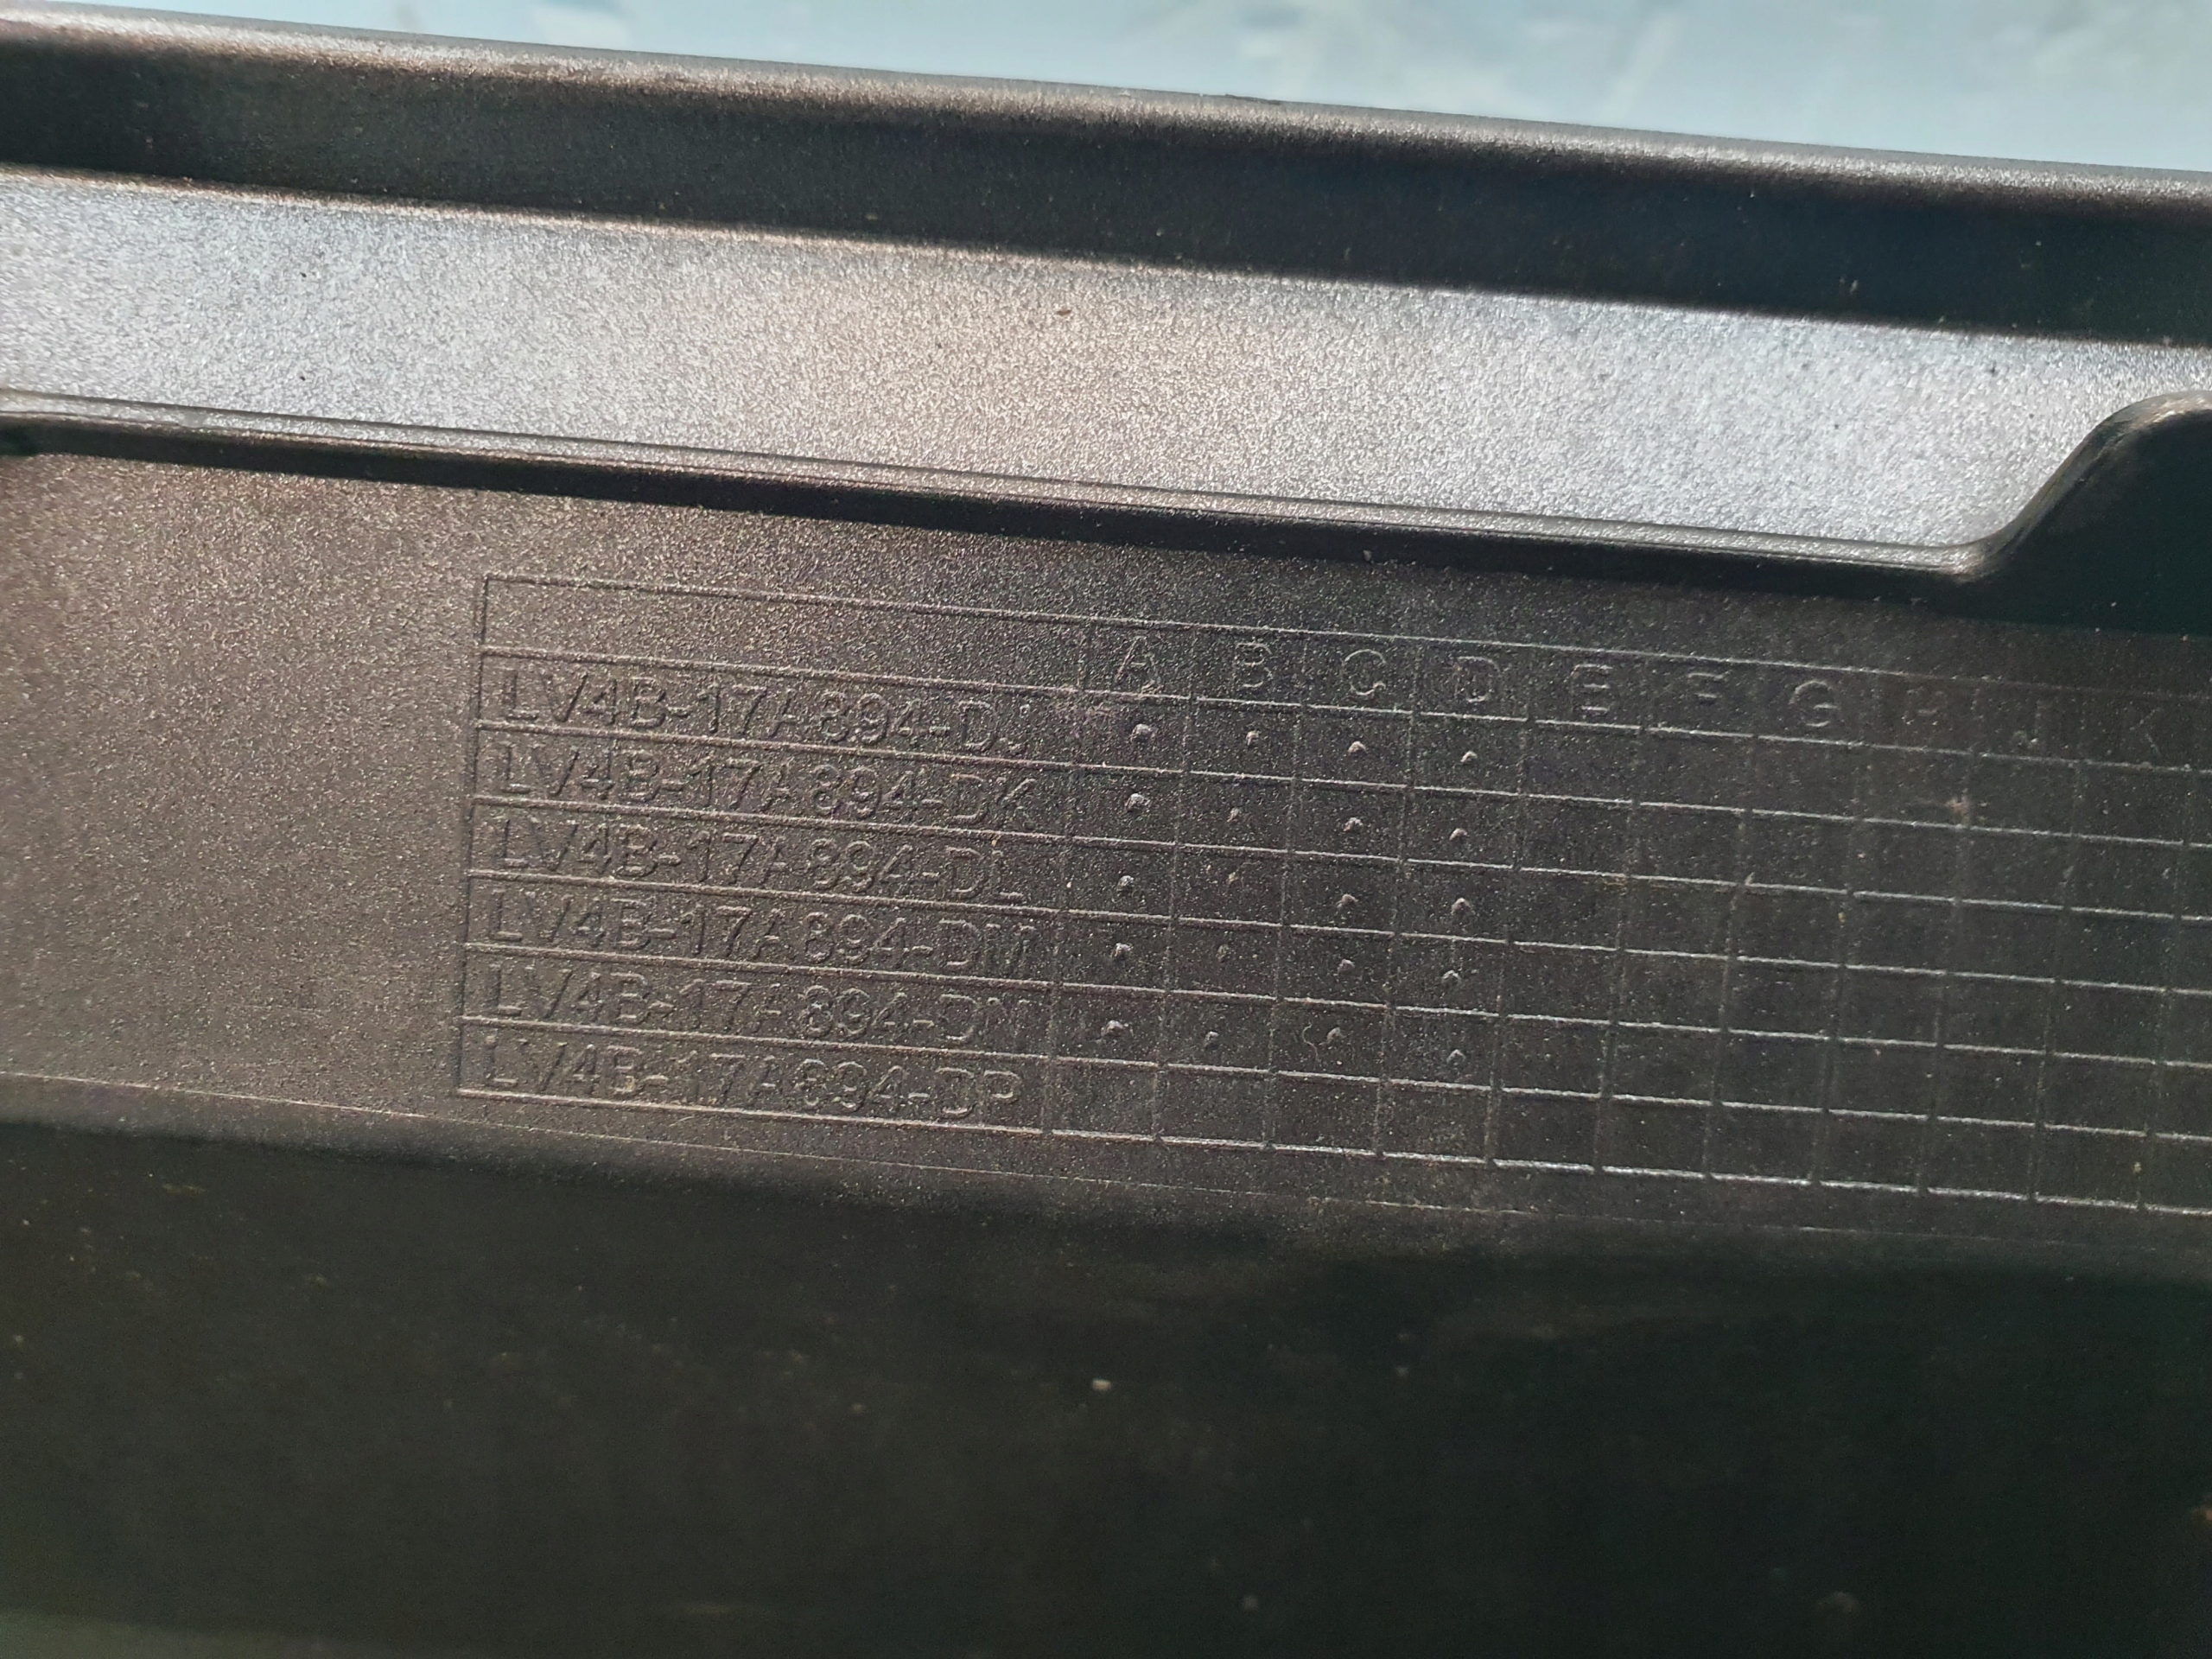 A B C D E F G H J K
LV4B-17A894-DJ
LV4B-17A894-DK
LV4B-17A894-DL
LV4B-17A894-DM
LV4B-17A894-DN
LV4B-17A894-DP